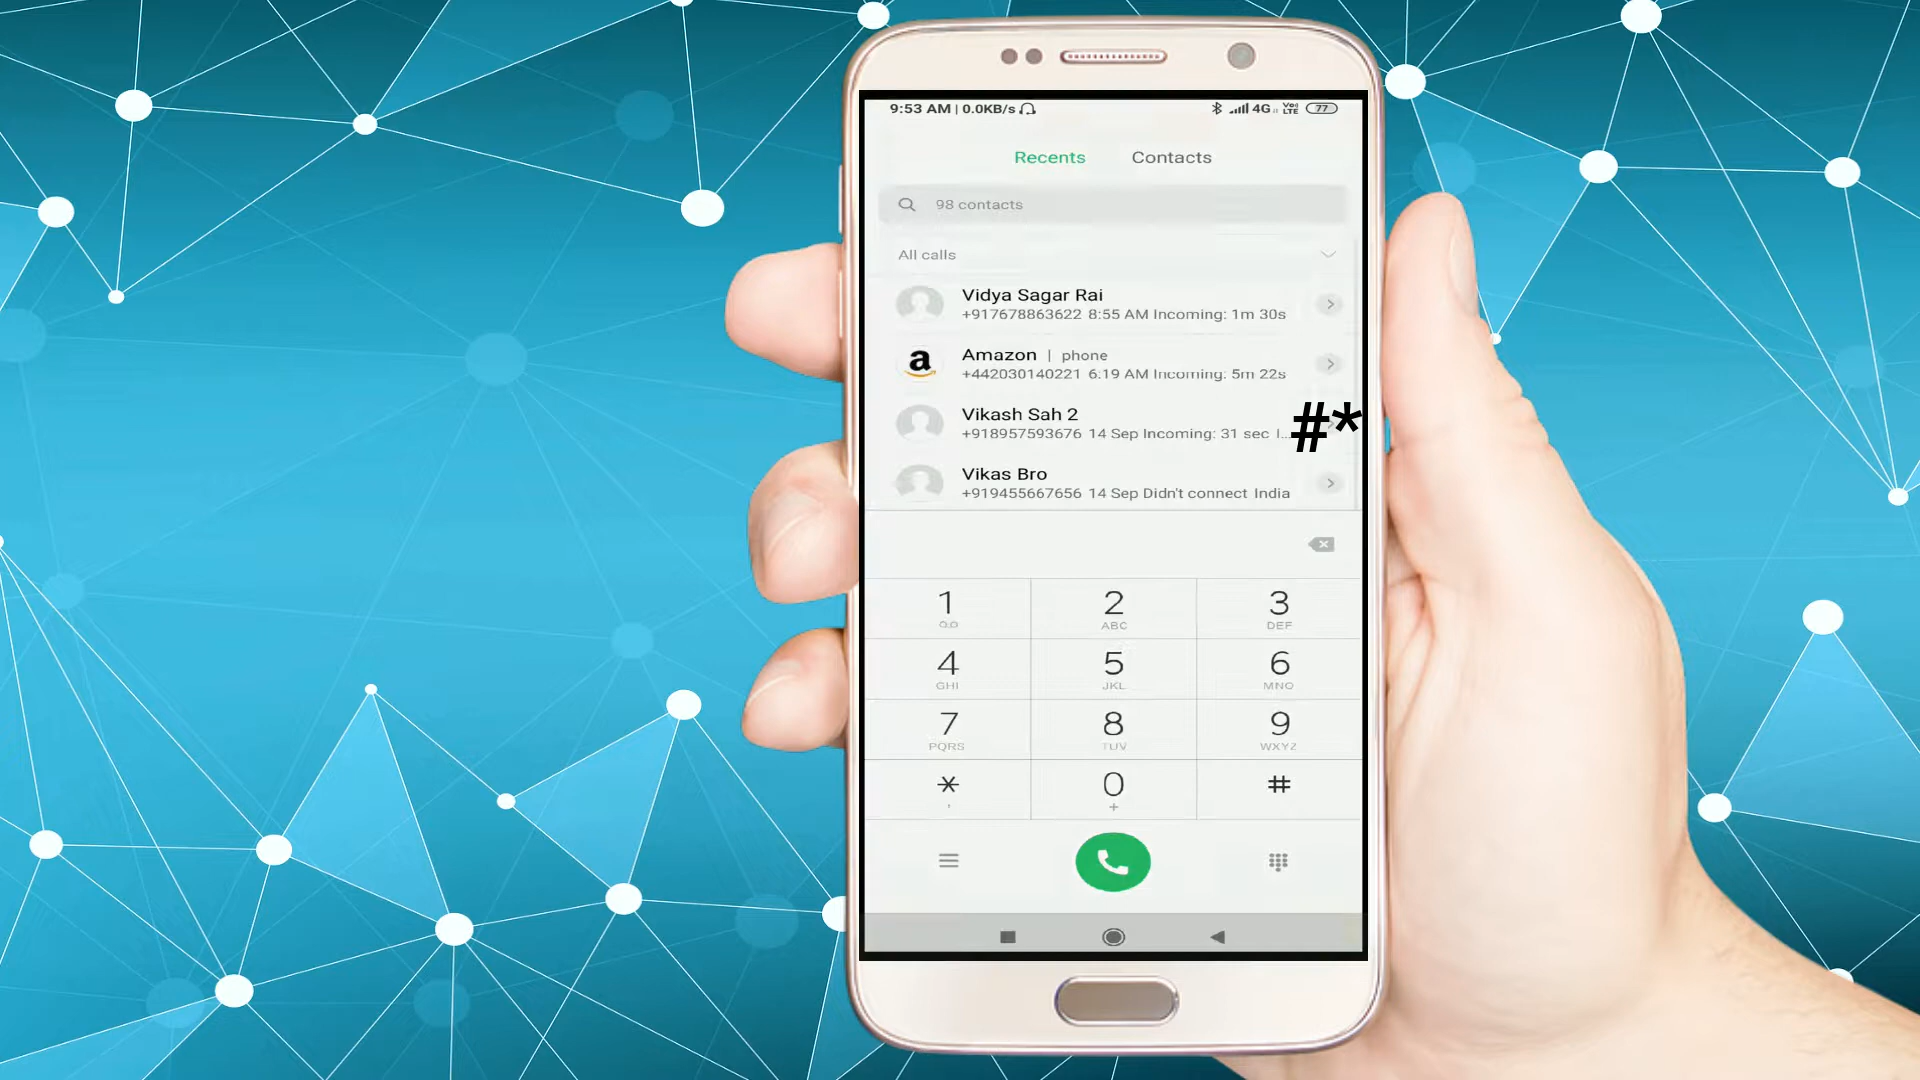 9:53 AM | 0.0KB/s 4G Vo LTE 77
Recents Contacts
98 contacts
All calls
Vidya Sagar Rai
+917678863622 8:55 AM Incoming: 1m 30s
a
Amazon | phone
+442030140221 6:19 AM Incoming: 5m 22s
Vikash Sah 2
+918957593676 14 Sep Incoming: 31 sec I...
#*
Vikas Bro
+919455667656 14 Sep Didn't connect India
1 2 3
ABC DEF
4 5 6
GHI JKL MNO
7 8 9
PQRS TUV WXYZ
* 0 #
, +